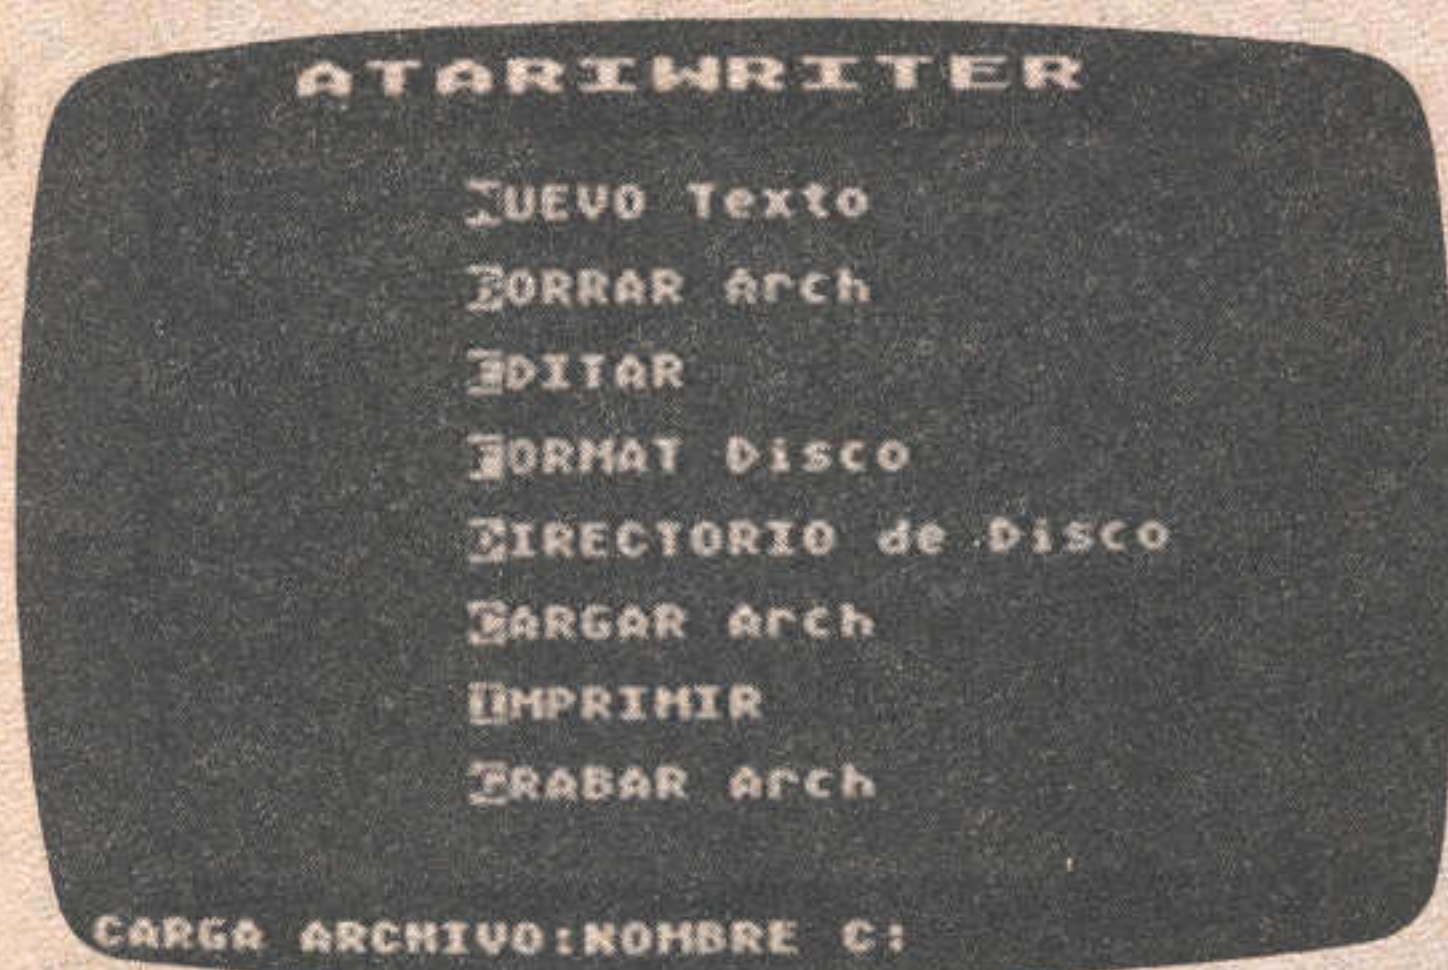 ATARIWRITER
NUEVO Texto
BORRAR Arch
EDITAR
FORMAT Disco
DIRECTORIO de Disco
CARGAR Arch
IMPRIMIR
GRABAR Arch
CARGA ARCHIVO:NOMBRE C: